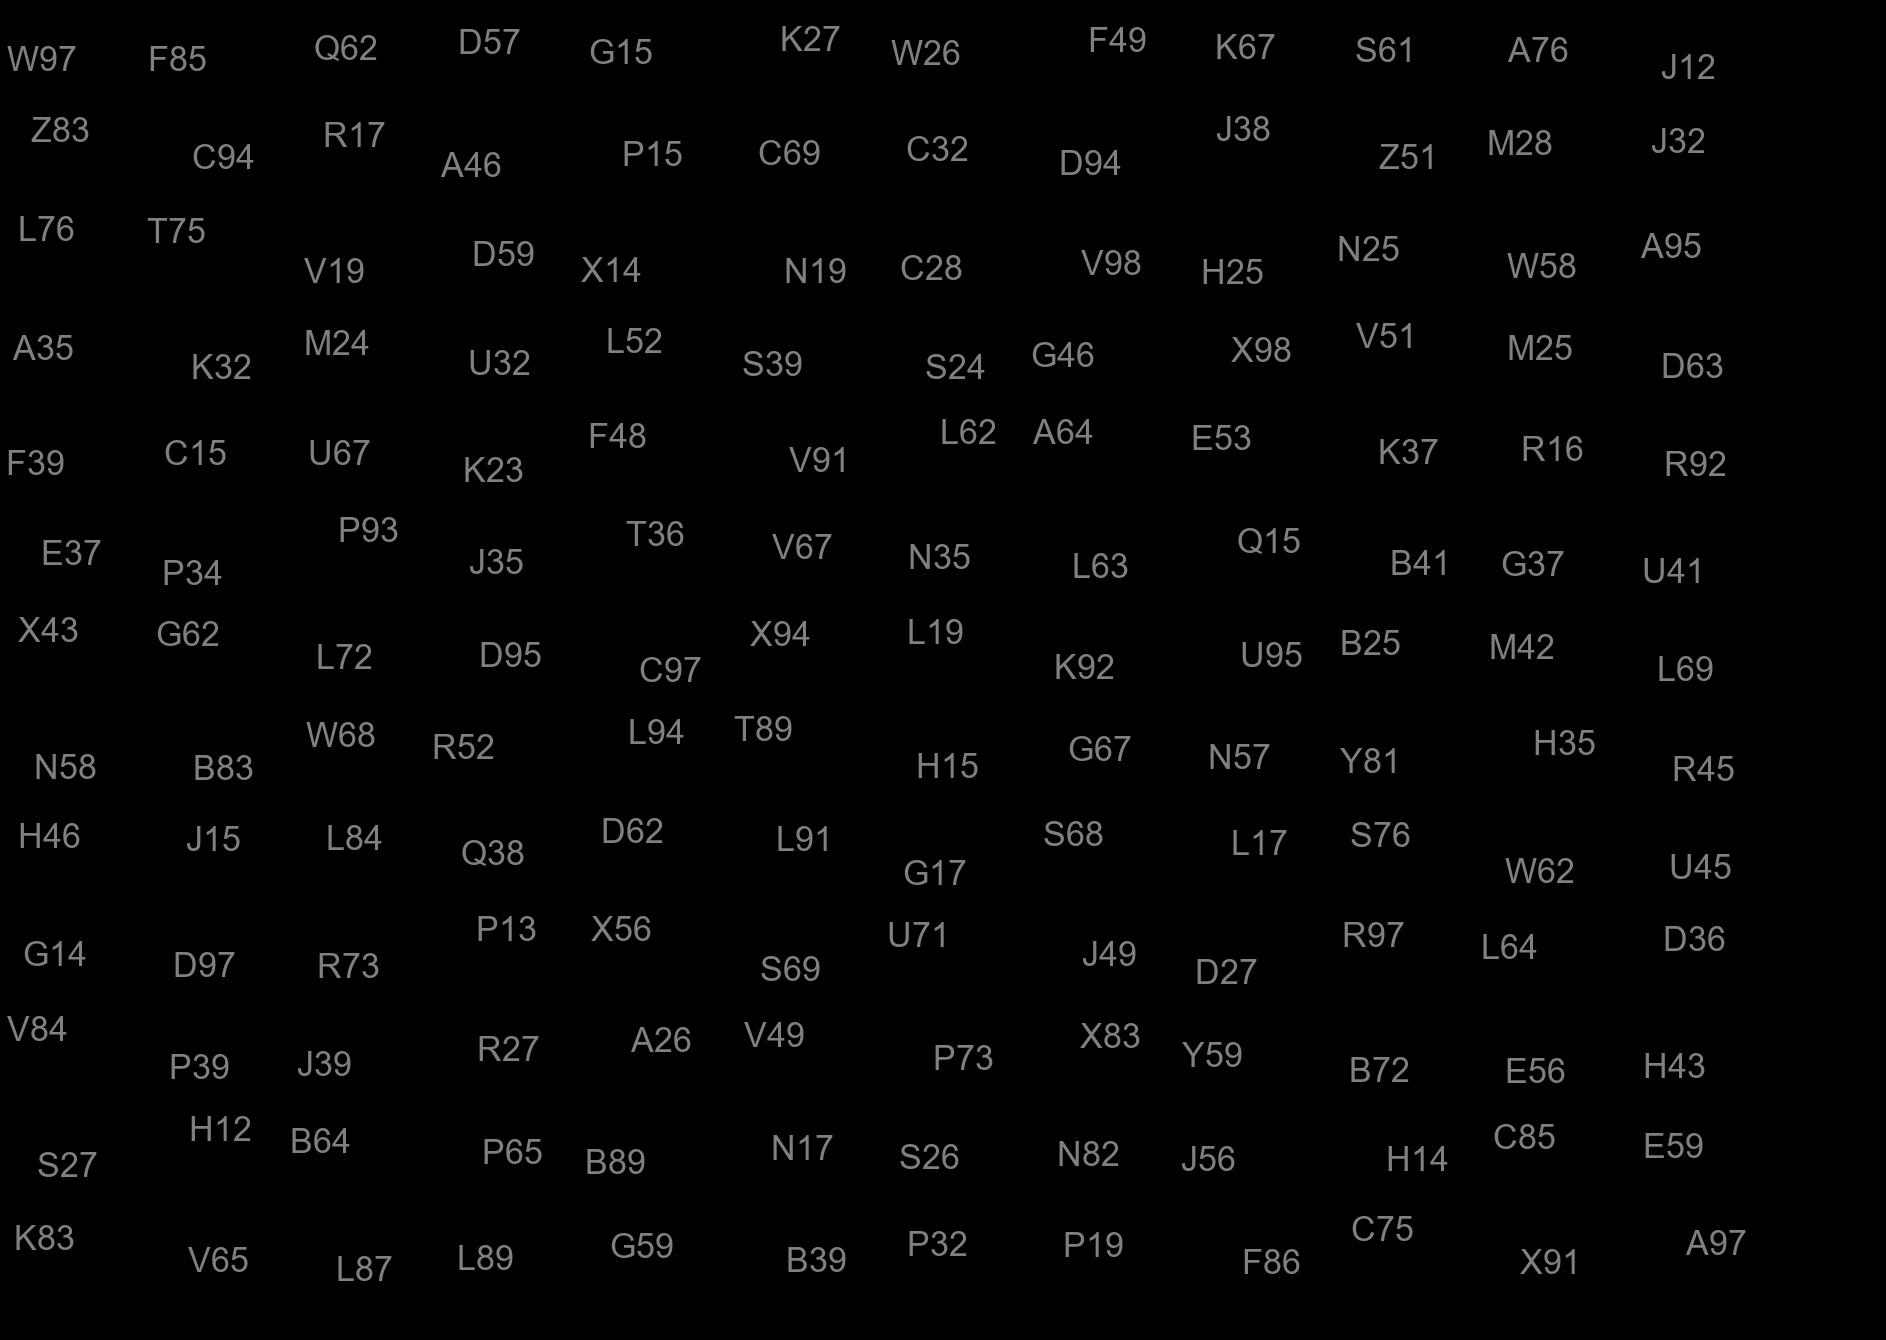 W97 F85 Q62 D57 G15 K27 W26 F49 K67 S61 A76 J12
Z83 C94 R17 A46 P15 C69 C32 D94 J38 Z51 M28 J32
L76 T75 V19 D59 X14 N19 C28 V98 H25 N25 W58 A95
A35 K32 M24 U32 L52 S39 S24 G46 X98 V51 M25 D63
F39 C15 U67 K23 F48 V91 L62 A64 E53 K37 R16 R92
E37 P34 P93 J35 T36 V67 N35 L63 Q15 B41 G37 U41
X43 G62 L72 D95 C97 X94 L19 K92 U95 B25 M42 L69
N58 B83 W68 R52 L94 T89 H15 G67 N57 Y81 H35 R45
H46 J15 L84 Q38 D62 L91 G17 S68 L17 S76 W62 U45
G14 D97 R73 P13 X56 S69 U71 J49 D27 R97 L64 D36
V84 P39 J39 R27 A26 V49 P73 X83 Y59 B72 E56 H43
S27 H12 B64 P65 B89 N17 S26 N82 J56 H14 C85 E59
K83 V65 L87 L89 G59 B39 P32 P19 F86 C75 X91 A97